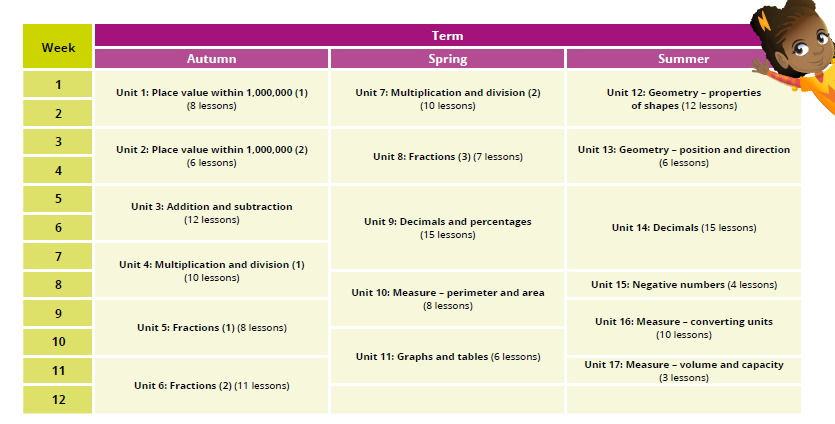 Week
Term
Autumn
Spring
Summer
1
2
3
4
5
6
7
8
9
10
11
12
Unit 1: Place value within 1,000,000 (1)
(8 lessons)
Unit 2: Place value within 1,000,000 (2)
(6 lessons)
Unit 3: Addition and subtraction
(12 lessons)
Unit 4: Multiplication and division (1)
(10 lessons)
Unit 5: Fractions (1) (8 lessons)
Unit 6: Fractions (2) (11 lessons)
Unit 7: Multiplication and division (2)
(10 lessons)
Unit 8: Fractions (3) (7 lessons)
Unit 9: Decimals and percentages
(15 lessons)
Unit 10: Measure – perimeter and area
(8 lessons)
Unit 11: Graphs and tables (6 lessons)
Unit 12: Geometry – properties
of shapes (12 lessons)
Unit 13: Geometry – position and direction
(6 lessons)
Unit 14: Decimals (15 lessons)
Unit 15: Negative numbers (4 lessons)
Unit 16: Measure – converting units
(10 lessons)
Unit 17: Measure – volume and capacity
(3 lessons)